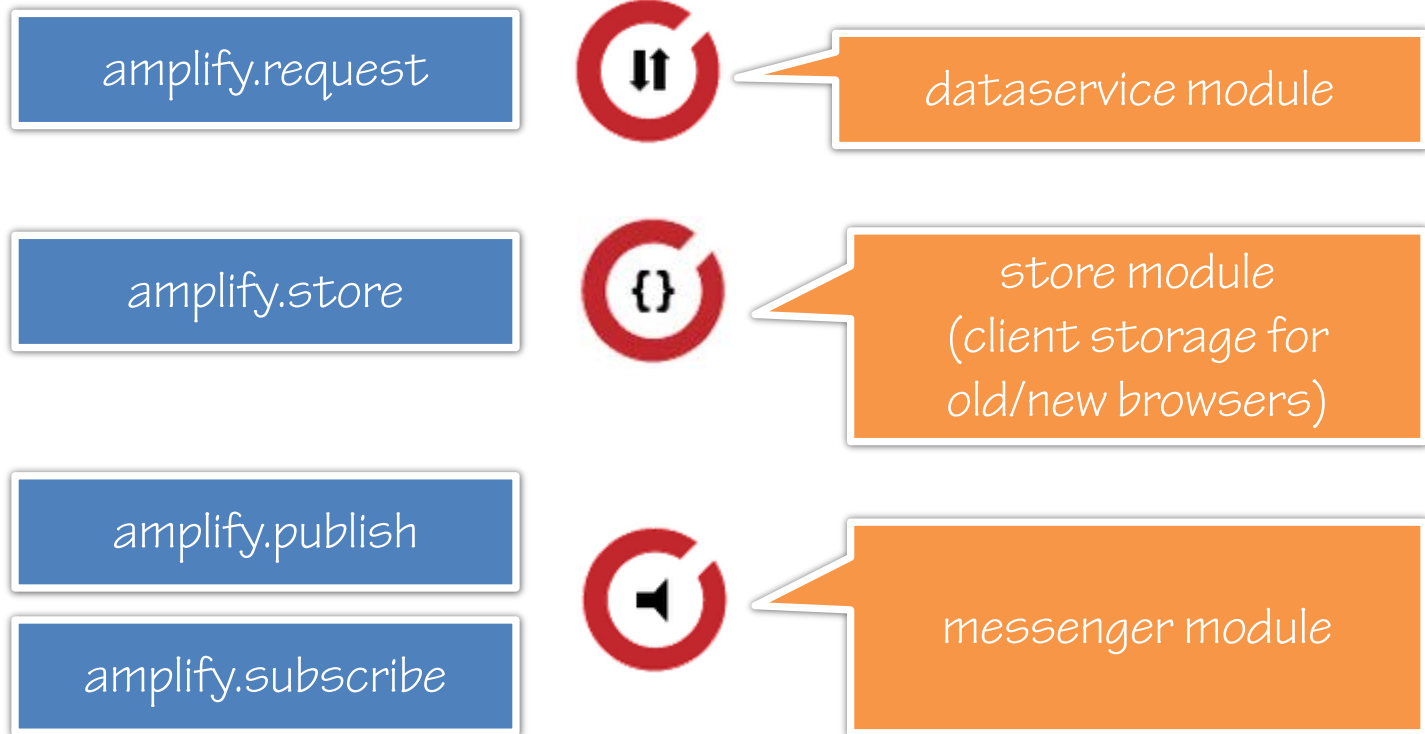 amplify.request
dataservice module
amplify.store
{}
store module
(client storage for
old/new browsers)
amplify.publish
amplify.subscribe
messenger module